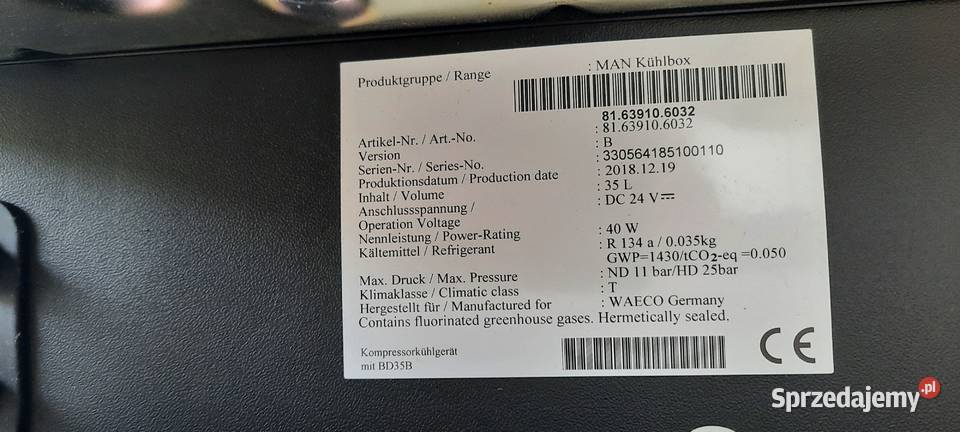 Produktgruppe / Range : MAN Kühlbox
81.63910.6032
Artikel-Nr. / Art.-No. : 81.63910.6032
Version : B
Serien-Nr. / Series-No. : 330564185100110
Produktionsdatum / Production date : 2018.12.19
Inhalt / Volume : 35 L
Anschlussspannung / : DC 24 V
Operation Voltage
Nennleistung / Power-Rating : 40 W
Kältemittel / Refrigerant : R 134 a / 0.035kg
GWP=1430/tCO2-eq =0.050
Max. Druck / Max. Pressure : ND 11 bar/HD 25bar
Klimaklasse / Climatic class : T
Hergestellt für / Manufactured for : WAECO Germany
Contains fluorinated greenhouse gases. Hermetically sealed.
Kompressorkühlgerät
mit BD35B
CE
Sprzedajemy.pl